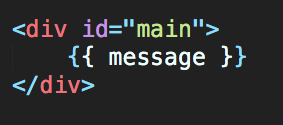 <div id="main">
    {{ message }}
</div>